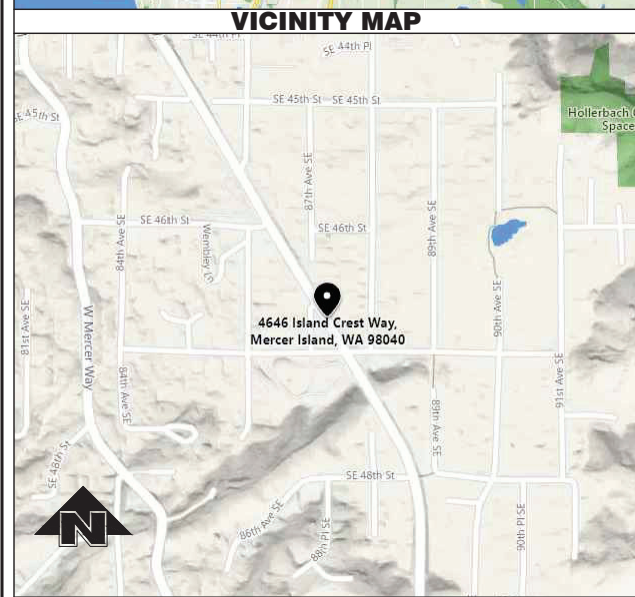 VICINITY MAP
SE 44th Pl
SE 44th Pl
SE 45th St
SE 45th St
SE 45th St
Hollerbach
Space
87th Ave SE
84th Ave SE
SE 46th St
SE 46th St
Wembley Ln
89th Ave SE
90th Ave SE
81st Ave SE
W Mercer Way
4646 Island Crest Way,
Mercer Island, WA 98040
84th Ave SE
91st Ave SE
89th Ave SE
SE 48th St
SE 48th St
86th Ave SE
88th Pl SE
90th Pl SE
N